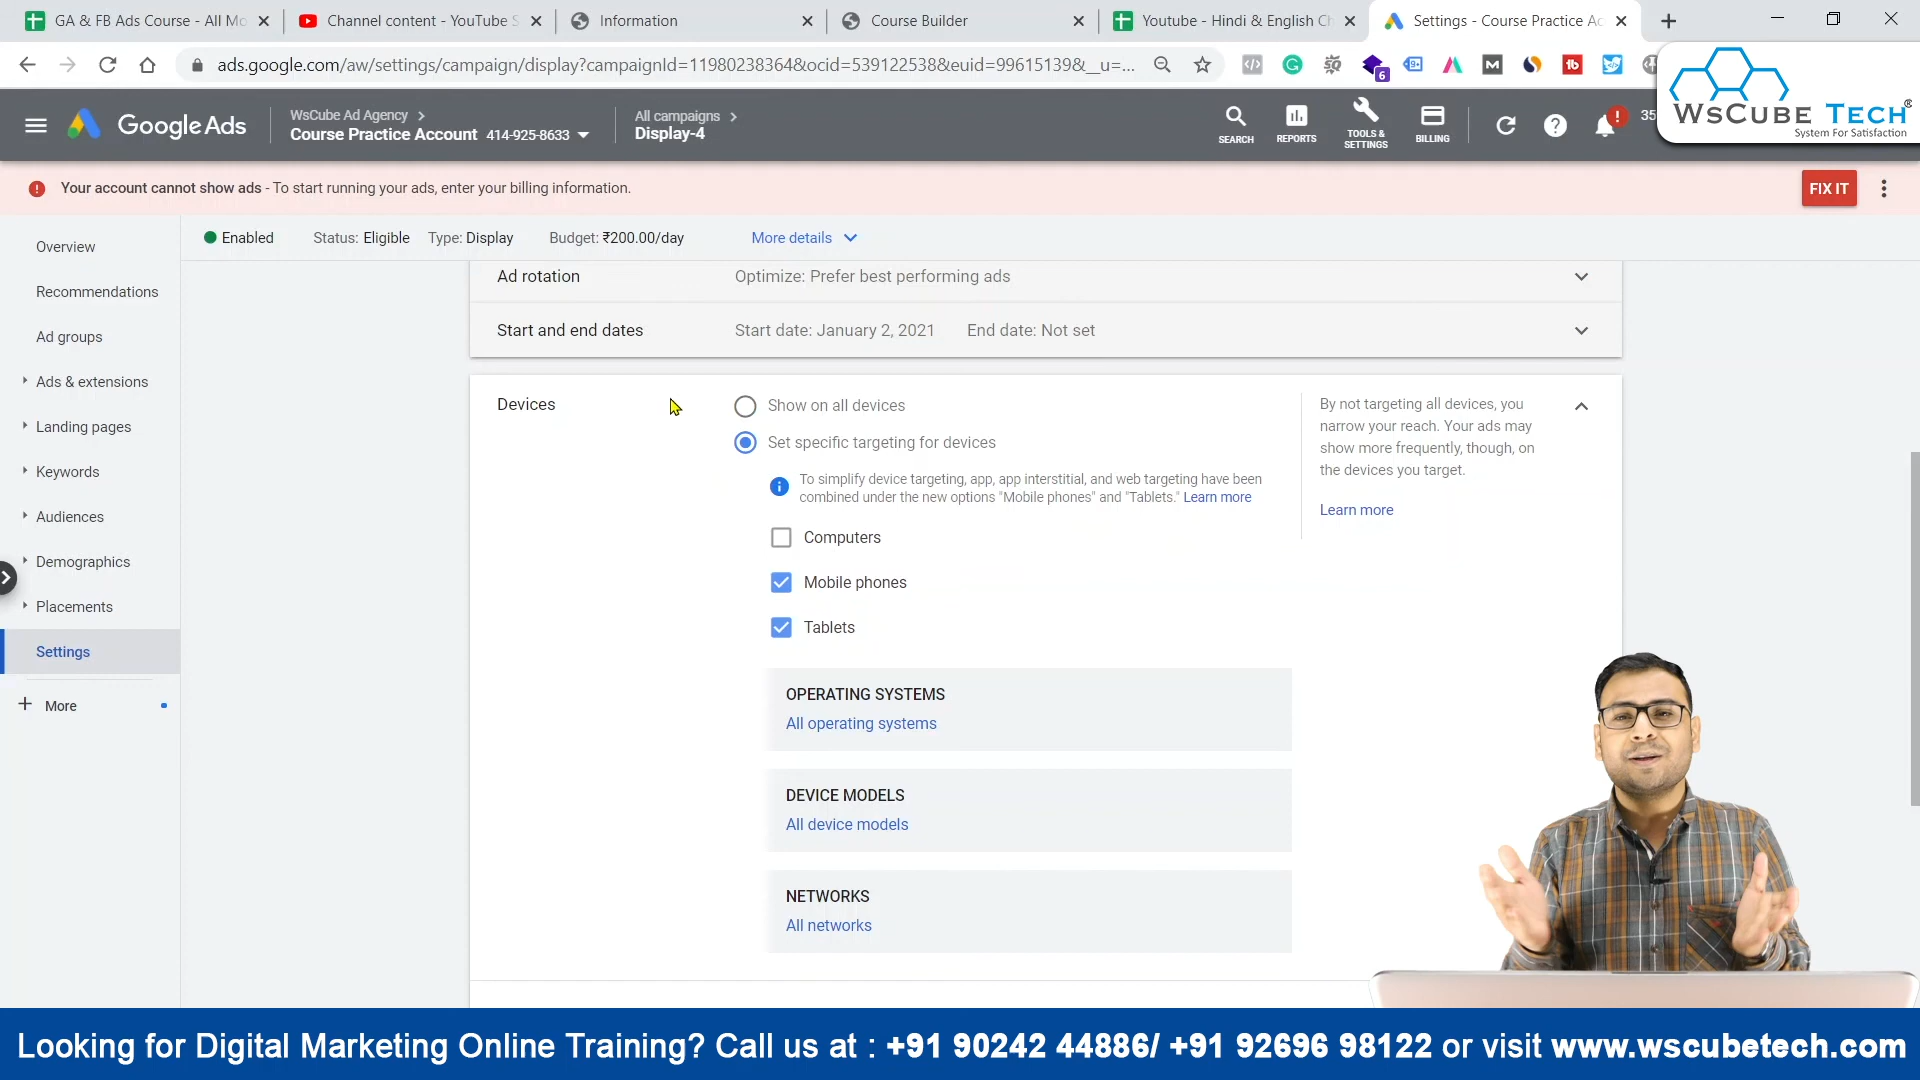 GA & FB Ads Course - All Mo
Channel content - YouTube S
Information
Course Builder
Youtube - Hindi & English Ch
Settings - Course Practice Ac
ads.google.com/aw/settings/campaign/display?campaignId=11980238364&ocid=539122538&euid=99615139&__u=...
6
WsCube Tech®
System For Satisfaction
Google Ads
WsCube Ad Agency
Course Practice Account 414-925-8633
All campaigns
Display-4
SEARCH
REPORTS
TOOLS & SETTINGS
BILLING
Your account cannot show ads - To start running your ads, enter your billing information.
FIX IT
Enabled
Status: Eligible
Type: Display
Budget: ₹200.00/day
More details
Overview
Recommendations
Ad groups
Ads & extensions
Landing pages
Keywords
Audiences
Demographics
Placements
Settings
More
Ad rotation
Optimize: Prefer best performing ads
Start and end dates
Start date: January 2, 2021
End date: Not set
Devices
Show on all devices
Set specific targeting for devices
To simplify device targeting, app, app interstitial, and web targeting have been
combined under the new options "Mobile phones" and "Tablets." Learn more
Computers
Mobile phones
Tablets
By not targeting all devices, you
narrow your reach. Your ads may
show more frequently, though, on
the devices you target.
Learn more
OPERATING SYSTEMS
All operating systems
DEVICE MODELS
All device models
NETWORKS
All networks
Looking for Digital Marketing Online Training? Call us at : +91 90242 44886/ +91 92696 98122 or visit www.wscubetech.com